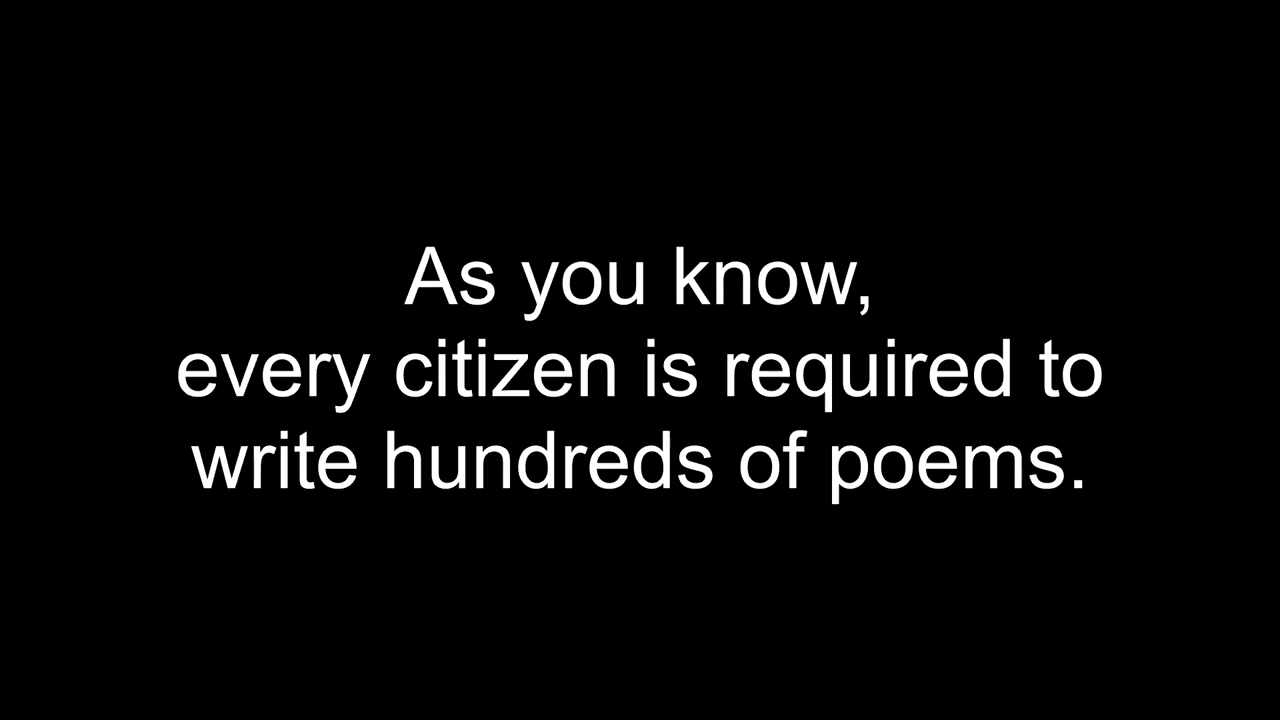 As you know,
every citizen is required to
write hundreds of poems.